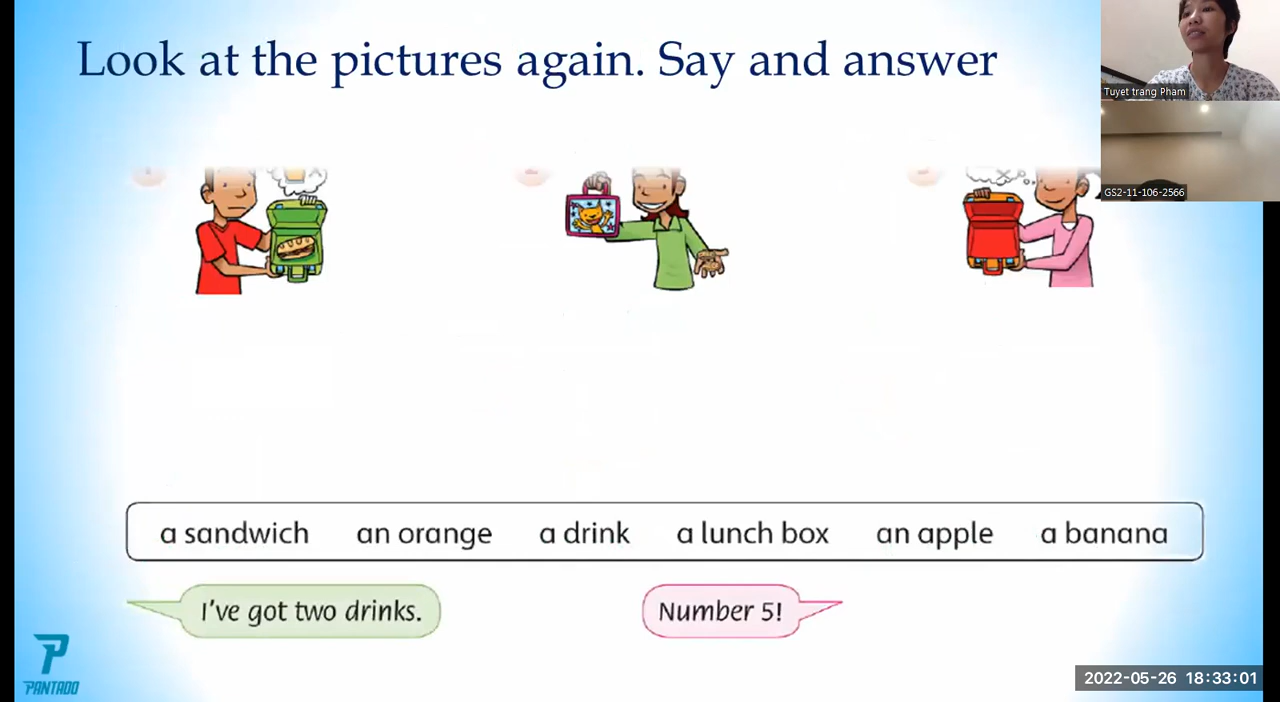 Look at the pictures again. Say and answer
Tuyet trang Pham
GS2-11-106-2566
a sandwich an orange a drink a lunch box an apple a banana
I've got two drinks.
Number 5!
PANTADO
2022-05-26 18:33:01